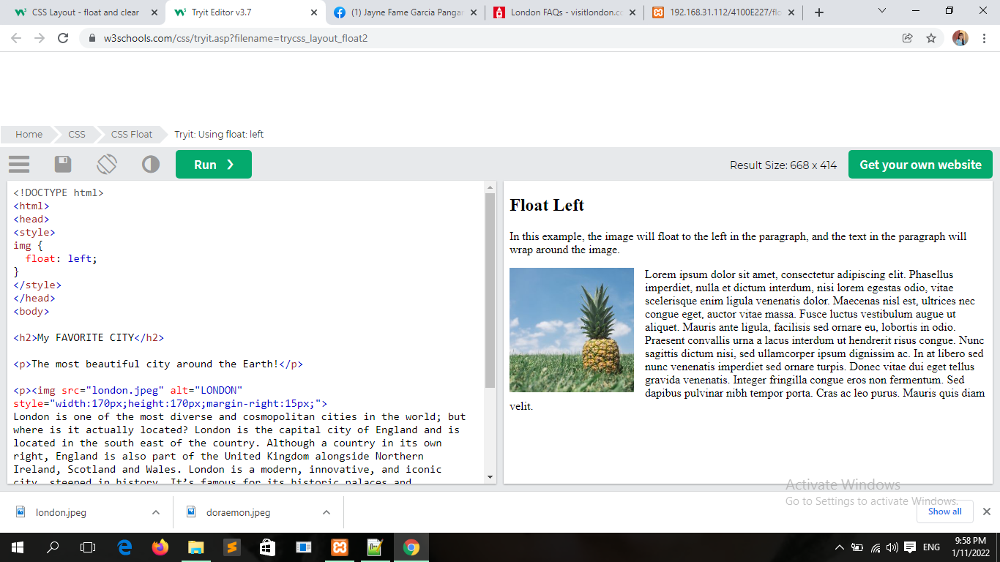 CSS Layout - float and clear
Tryit Editor v3.7
(1) Jayne Fame Garcia Pangan
London FAQs - visitlondon.co
192.168.31.112/4100E227/flo
w3schools.com/css/tryit.asp?filename=trycss_layout_float2
Home
CSS
CSS Float
Tryit: Using float: left
Run ❯
Result Size: 668 x 414
Get your own website
<!DOCTYPE html>
<html>
<head>
<style>
img {
  float: left;
}
</style>
</head>
<body>
<h2>My FAVORITE CITY</h2>
<p>The most beautiful city around the Earth!</p>
<p><img src="london.jpeg" alt="LONDON"
style="width:170px;height:170px;margin-right:15px;">
London is one of the most diverse and cosmopolitan cities in the world; but
where is it actually located? London is the capital city of England and is
located in the south east of the country. Although a country in its own
right, England is also part of the United Kingdom alongside Northern
Ireland, Scotland and Wales. London is a modern, innovative, and iconic
city, steeped in history. It's famous for its historic palaces and
Float Left
In this example, the image will float to the left in the paragraph, and the text in the paragraph will
wrap around the image.
Lorem ipsum dolor sit amet, consectetur adipiscing elit. Phasellus
imperdiet, nulla et dictum interdum, nisi lorem egestas odio, vitae
scelerisque enim ligula venenatis dolor. Maecenas nisl est, ultrices nec
congue eget, auctor vitae massa. Fusce luctus vestibulum augue ut
aliquet. Mauris ante ligula, facilisis sed ornare eu, lobortis in odio.
Praesent convallis urna a lacus interdum ut hendrerit risus congue. Nunc
sagittis dictum nisi, sed ullamcorper ipsum dignissim ac. In at libero sed
nunc venenatis imperdiet sed ornare turpis. Donec vitae dui eget tellus
gravida venenatis. Integer fringilla congue eros non fermentum. Sed
dapibus pulvinar nibh tempor porta. Cras ac leo purus. Mauris quis diam
velit.
Activate Windows
Go to Settings to activate Windows.
london.jpeg
doraemon.jpeg
Show all
ENG
9:58 PM
1/11/2022